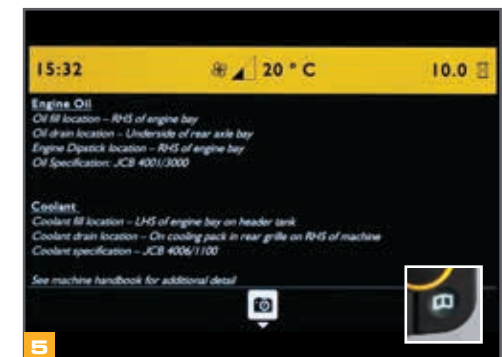 15:32 20 ° C 10.0
Engine Oil
Oil fill location – RHS of engine bay
Oil drain location – Underside of rear axle bay
Engine Dipstick location – RHS of engine bay
Oil Specification: JCB 4001/3000
Coolant
Coolant fill location – LHS of engine bay on header tank
Coolant drain location – On cooling pack in rear grille on RHS of machine
Coolant specification – JCB 4006/1100
See machine handbook for additional detail
5